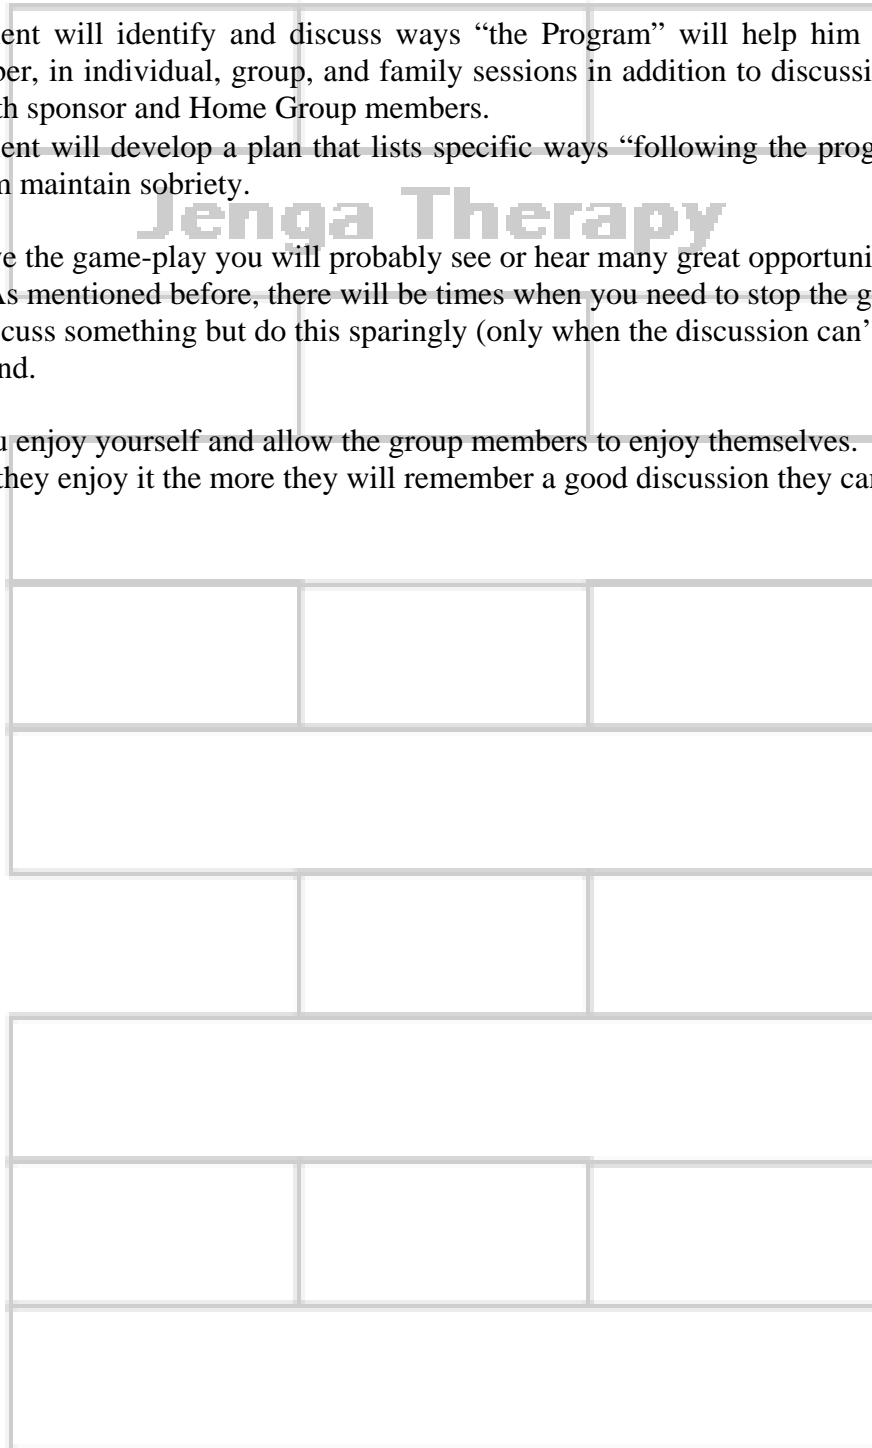 ent will identify and discuss ways “the Program” will help him
per, in individual, group, and family sessions in addition to discussi
th sponsor and Home Group members.
ent will develop a plan that lists specific ways “following the prog
m maintain sobriety.
Jenga Therapy
ve the game-play you will probably see or hear many great opportuni
As mentioned before, there will be times when you need to stop the g
cuss something but do this sparingly (only when the discussion can’
end.
u enjoy yourself and allow the group members to enjoy themselves.
they enjoy it the more they will remember a good discussion they can